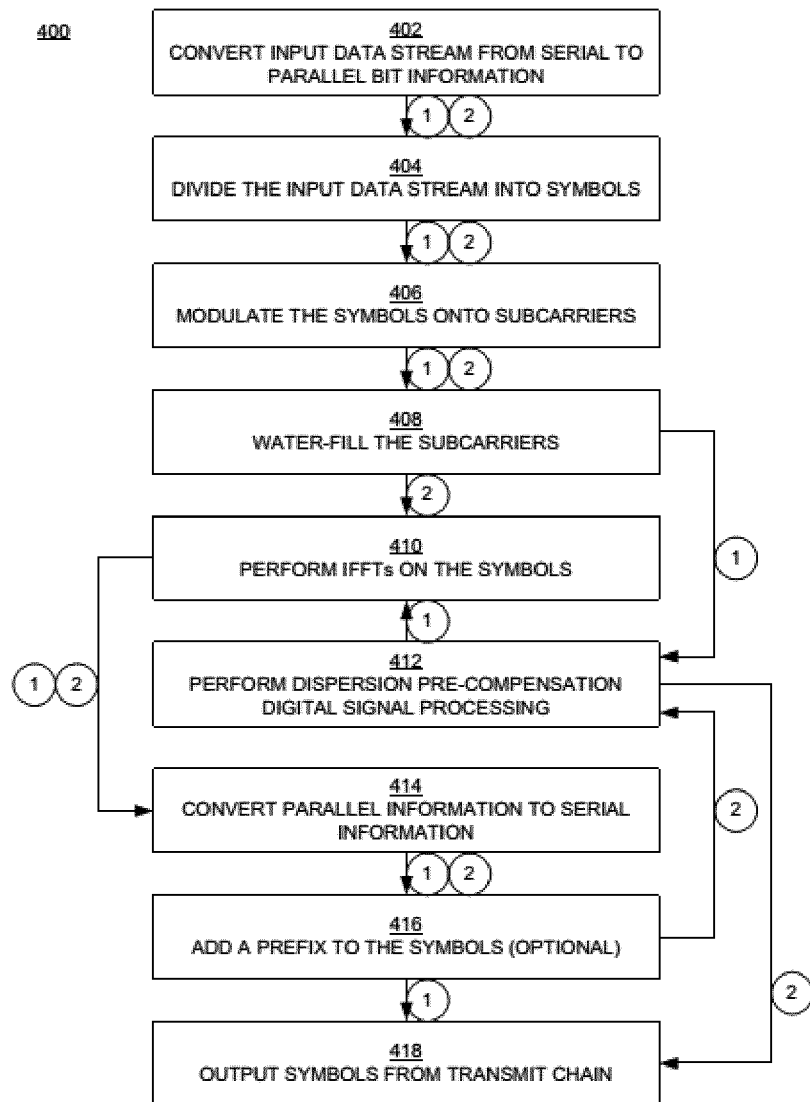 400
402
CONVERT INPUT DATA STREAM FROM SERIAL TO
PARALLEL BIT INFORMATION
1 2
404
DIVIDE THE INPUT DATA STREAM INTO SYMBOLS
1 2
406
MODULATE THE SYMBOLS ONTO SUBCARRIERS
1 2
408
WATER-FILL THE SUBCARRIERS
2
1
410
PERFORM IFFTs ON THE SYMBOLS
1
1 2
412
PERFORM DISPERSION PRE-COMPENSATION
DIGITAL SIGNAL PROCESSING
414
CONVERT PARALLEL INFORMATION TO SERIAL
INFORMATION
2
1 2
416
ADD A PREFIX TO THE SYMBOLS (OPTIONAL)
1
2
418
OUTPUT SYMBOLS FROM TRANSMIT CHAIN